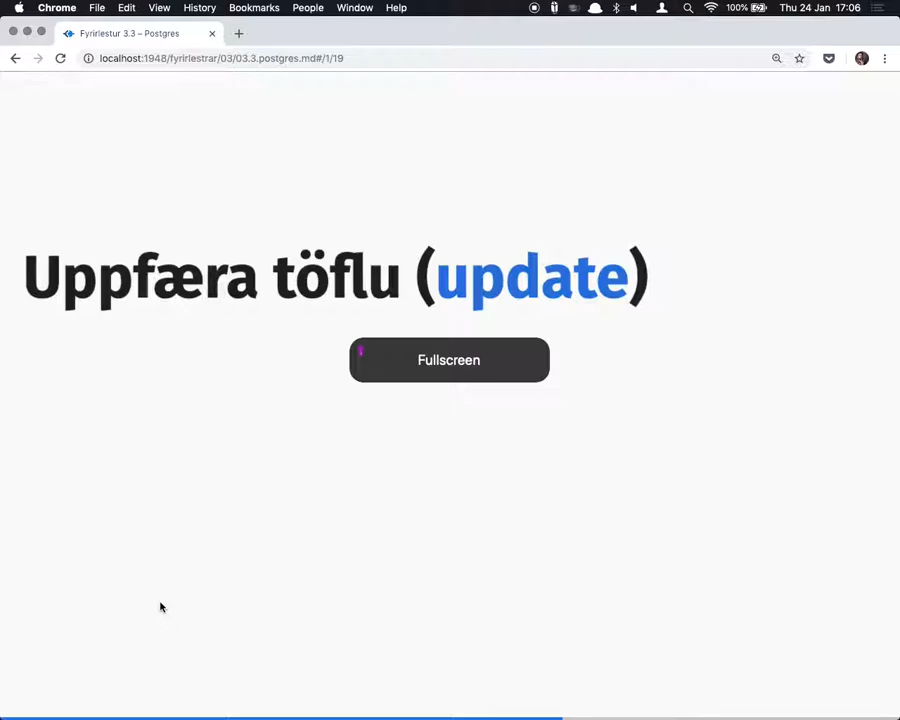 Chrome File Edit View History Bookmarks People Window Help 100% Thu 24 Jan 17:06
Fyrirlestur 3.3 – Postgres
localhost:1948/fyrirlestrar/03/03.3.postgres.md#/1/19
Uppfæra töflu (update)
Fullscreen